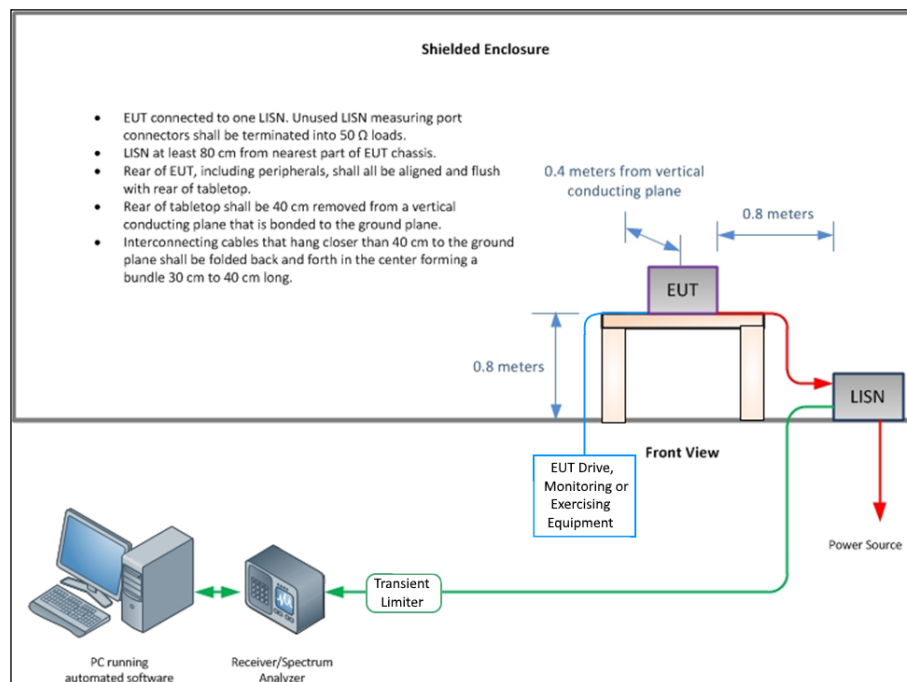 Shielded Enclosure
• EUT connected to one LISN. Unused LISN measuring port
connectors shall be terminated into 50 Ω loads.
• LISN at least 80 cm from nearest part of EUT chassis.
• Rear of EUT, including peripherals, shall all be aligned and flush
with rear of tabletop.
• Rear of tabletop shall be 40 cm removed from a vertical
conducting plane that is bonded to the ground plane.
• Interconnecting cables that hang closer than 40 cm to the ground
plane shall be folded back and forth in the center forming a
bundle 30 cm to 40 cm long.
0.4 meters from vertical
conducting plane
0.8 meters
EUT
0.8 meters
LISN
Front View
EUT Drive,
Monitoring or
Exercising
Equipment
Power Source
Transient
Limiter
PC running
automated software
Receiver/Spectrum
Analyzer